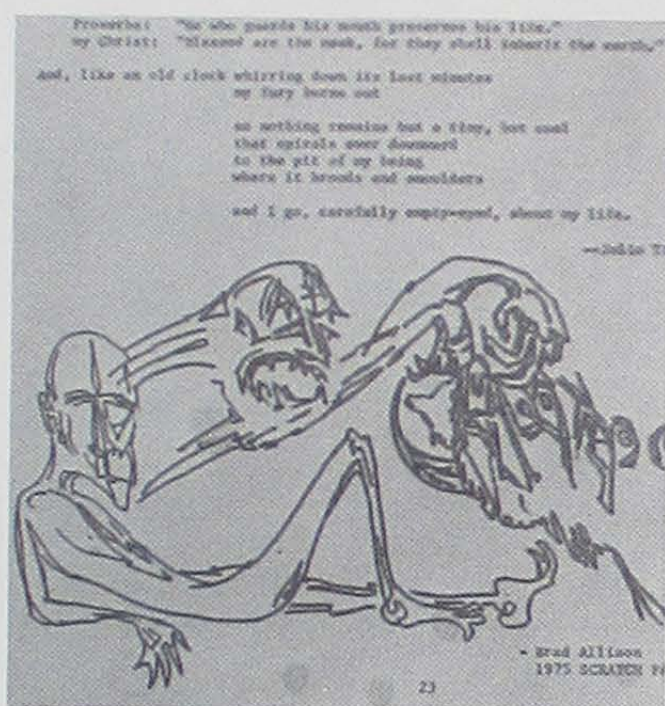 Proverbs: "He who guards his mouth preserves his life,"
my Christ: "Blessed are the meek, for they shall inherit the earth,"
and, like an old clock whirring down its last minutes
my fury burns out
so nothing remains but a tiny, hot coal
that spirals ever downward
to the pit of my being
where it broods and smoulders
and I go, carefully empty-eyed, about my life.
--Julie
- Brad Allison
1975 SCRATCH
23